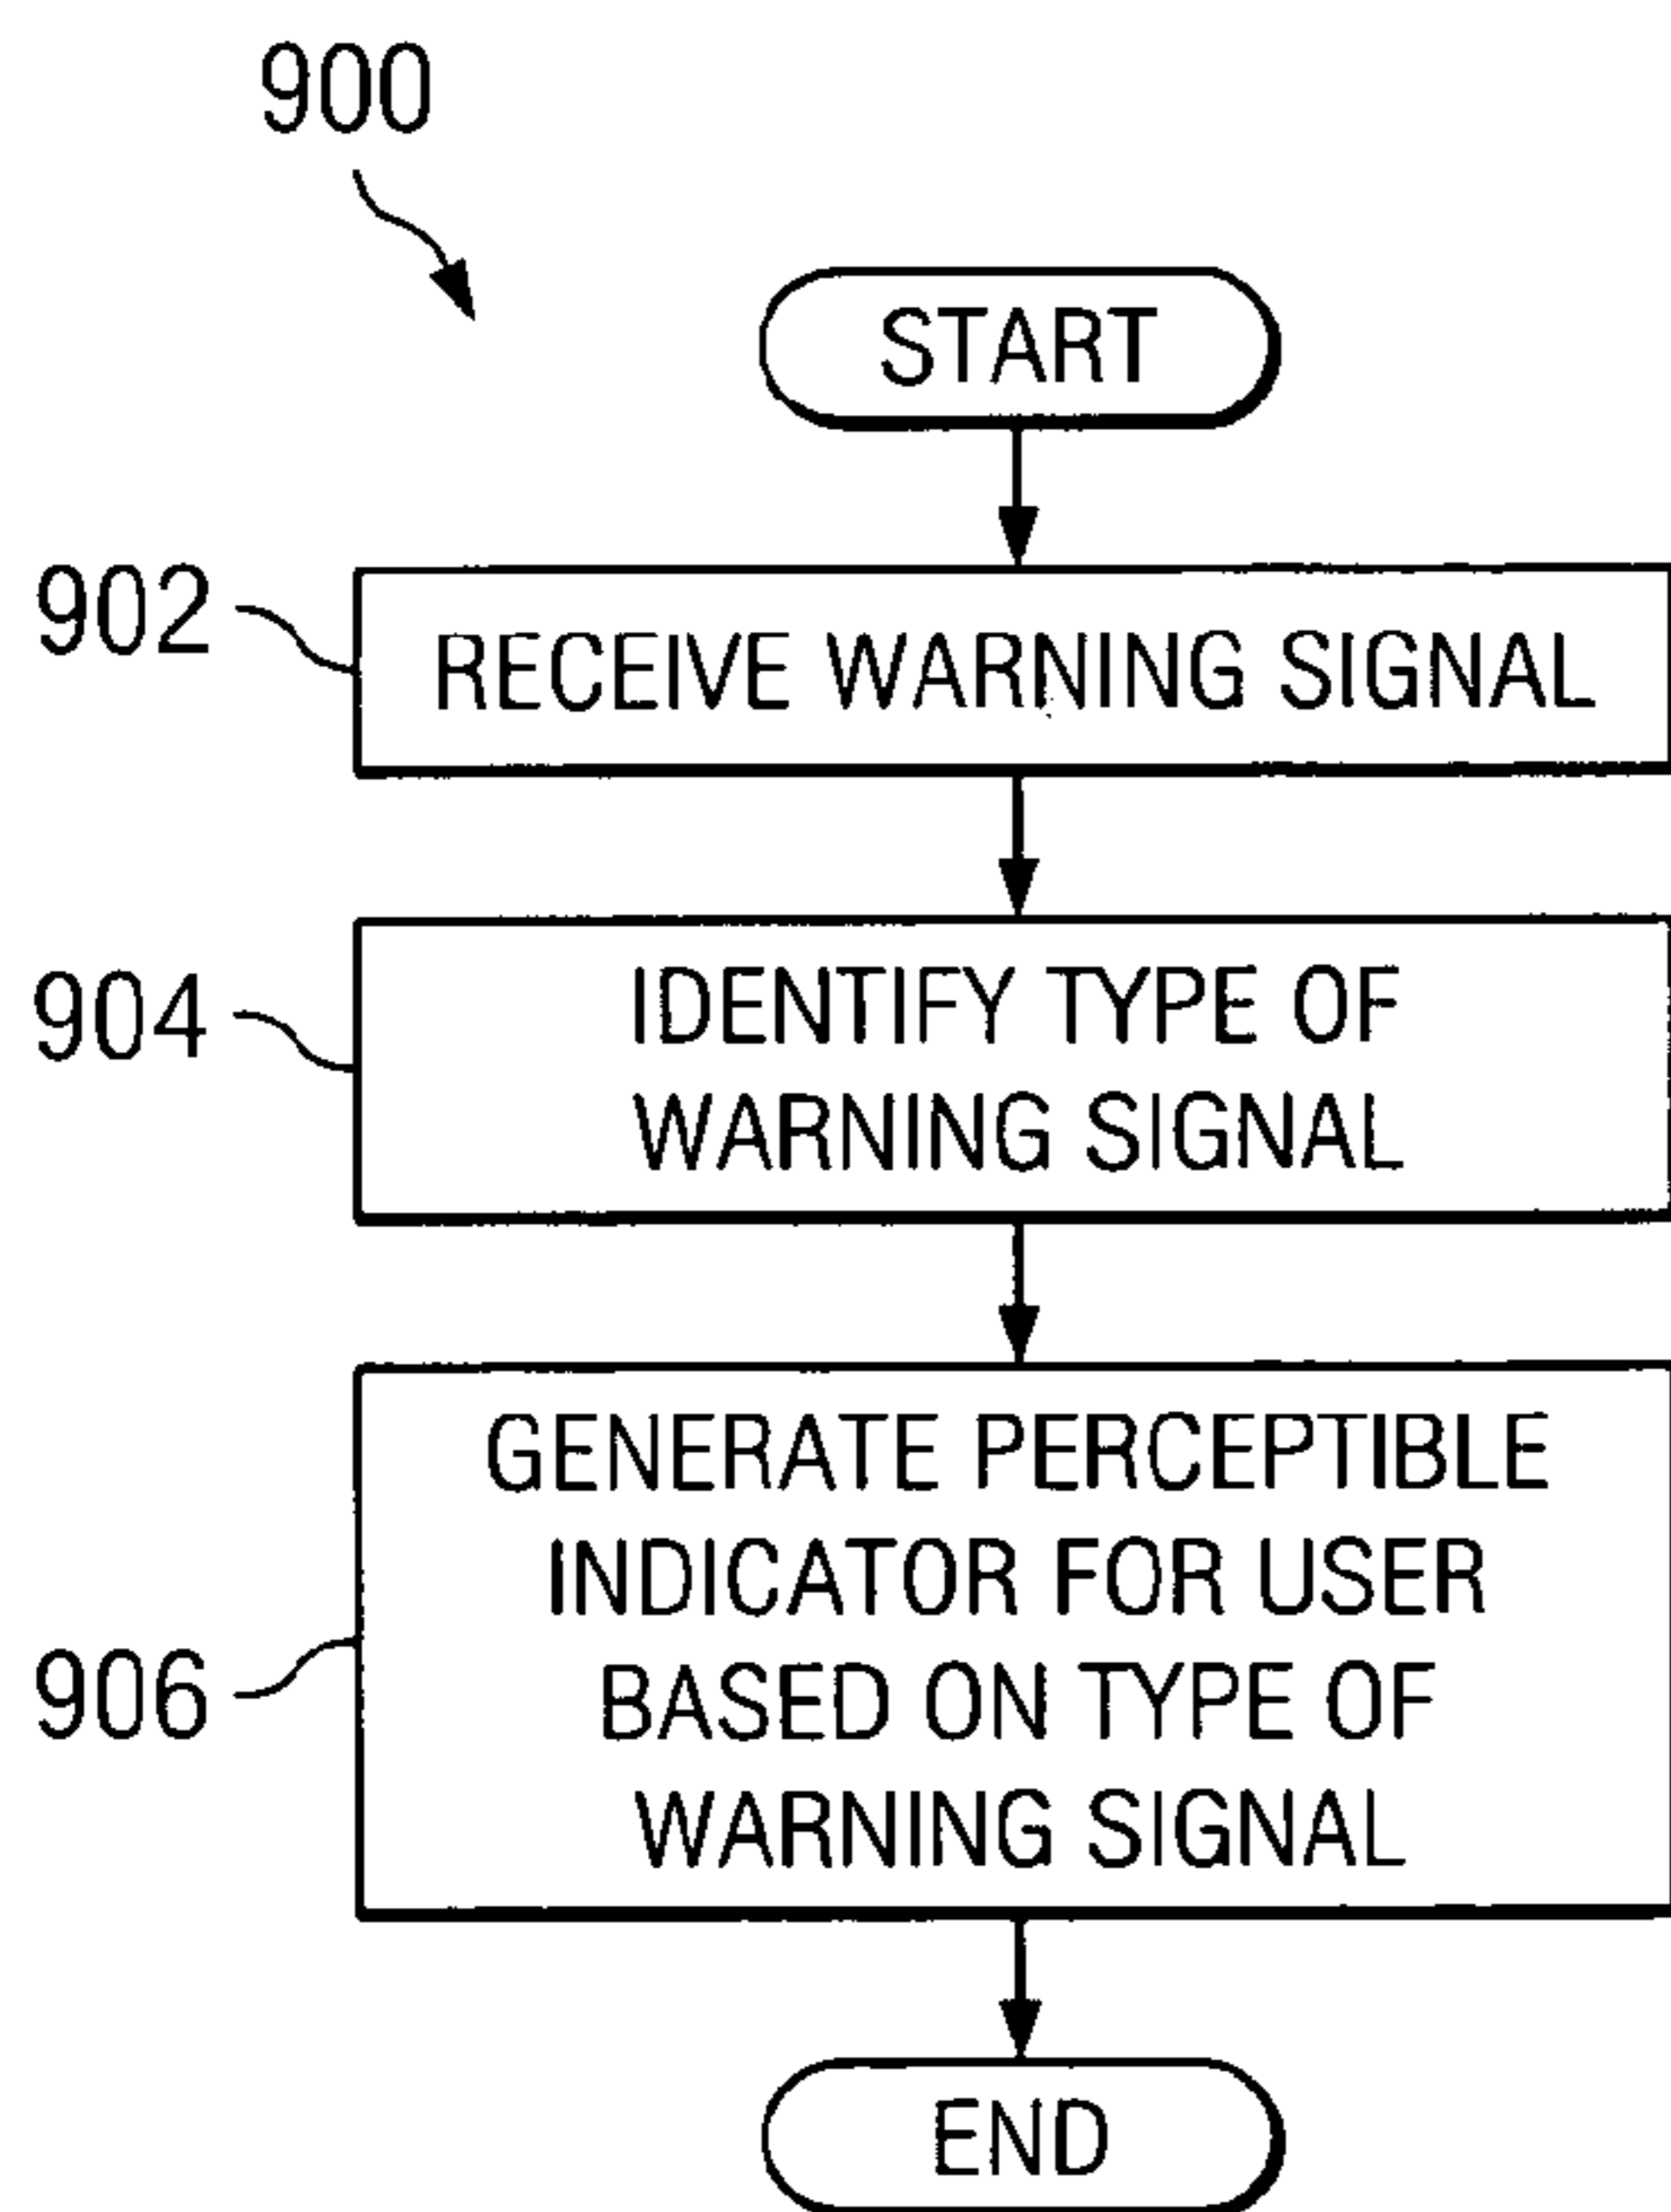 900
START
902
RECEIVE WARNING SIGNAL
904
IDENTIFY TYPE OF
WARNING SIGNAL
906
GENERATE PERCEPTIBLE
INDICATOR FOR USER
BASED ON TYPE OF
WARNING SIGNAL
END